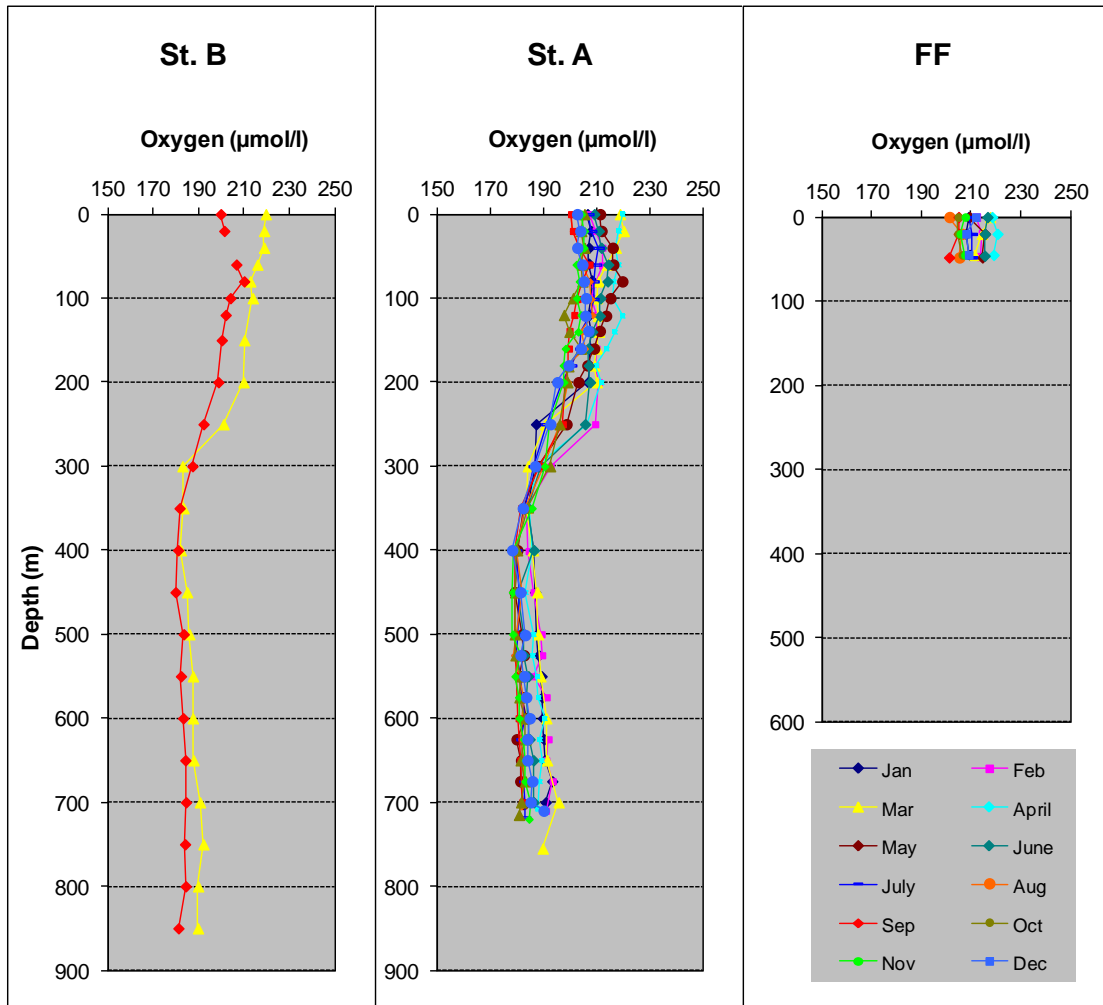 St. B
Oxygen (µmol/l)
150 170 190 210 230 250
0
100
200
300
400
500
600
700
800
900
Depth (m)
St. A
Oxygen (µmol/l)
150 170 190 210 230 250
0
100
200
300
400
500
600
700
800
900
FF
Oxygen (µmol/l)
150 170 190 210 230 250
0
100
200
300
400
500
600
Jan Feb
Mar April
May June
July Aug
Sep Oct
Nov Dec